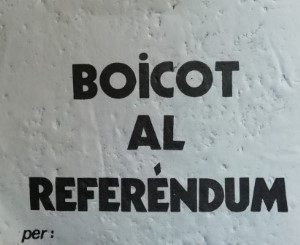 BOiCOT
AL
REFERÉNDUM
per: